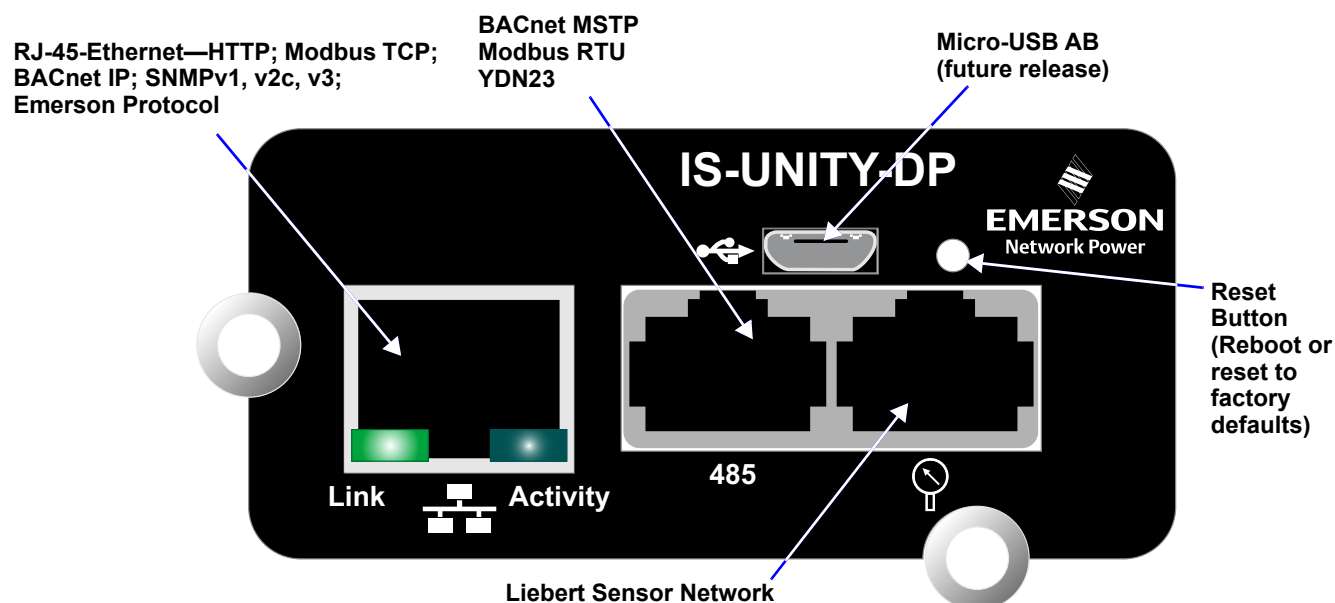 RJ-45-Ethernet—HTTP; Modbus TCP;
BACnet IP; SNMPv1, v2c, v3;
Emerson Protocol
BACnet MSTP
Modbus RTU
YDN23
Micro-USB AB
(future release)
IS-UNITY-DP
EMERSON
Network Power
Reset
Button
(Reboot or
reset to
factory
defaults)
485
Link
Activity
Liebert Sensor Network